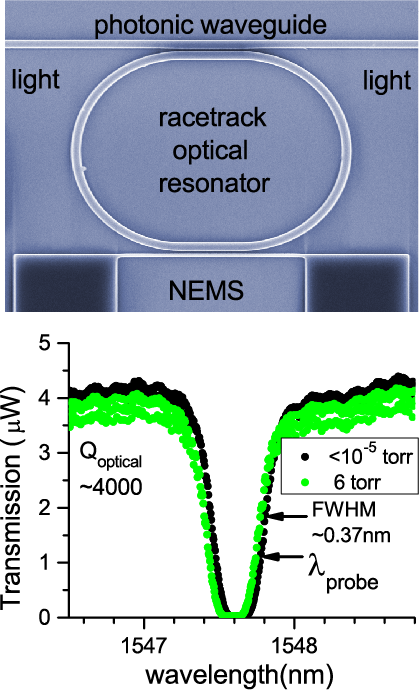 photonic waveguide
light
light
racetrack
optical
resonator
NEMS
5
4
3
2
1
0
Transmission ( μW)
Q_optical
~4000
<10^-5 torr
6 torr
FWHM
~0.37nm
λ_probe
1547
1548
wavelength(nm)